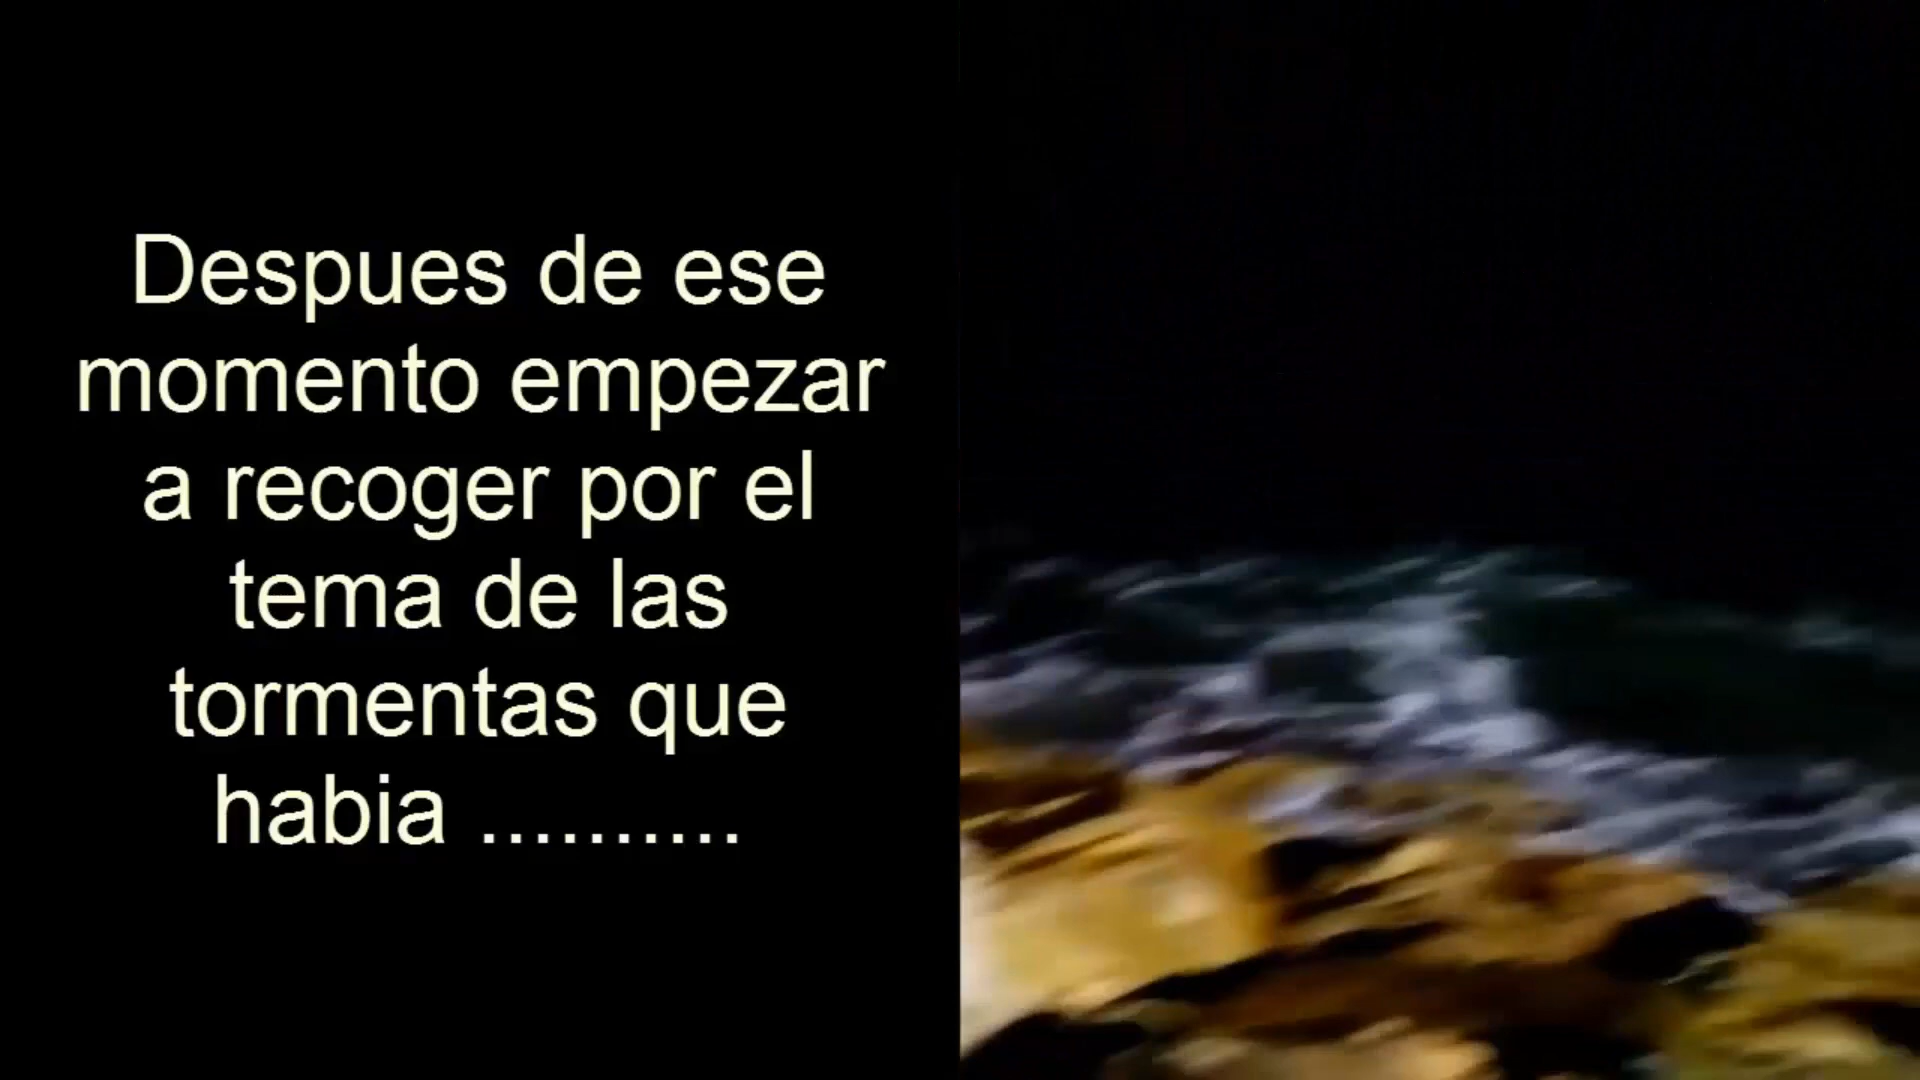 Despues de ese
momento empezar
a recoger por el
tema de las
tormentas que
habia ..........